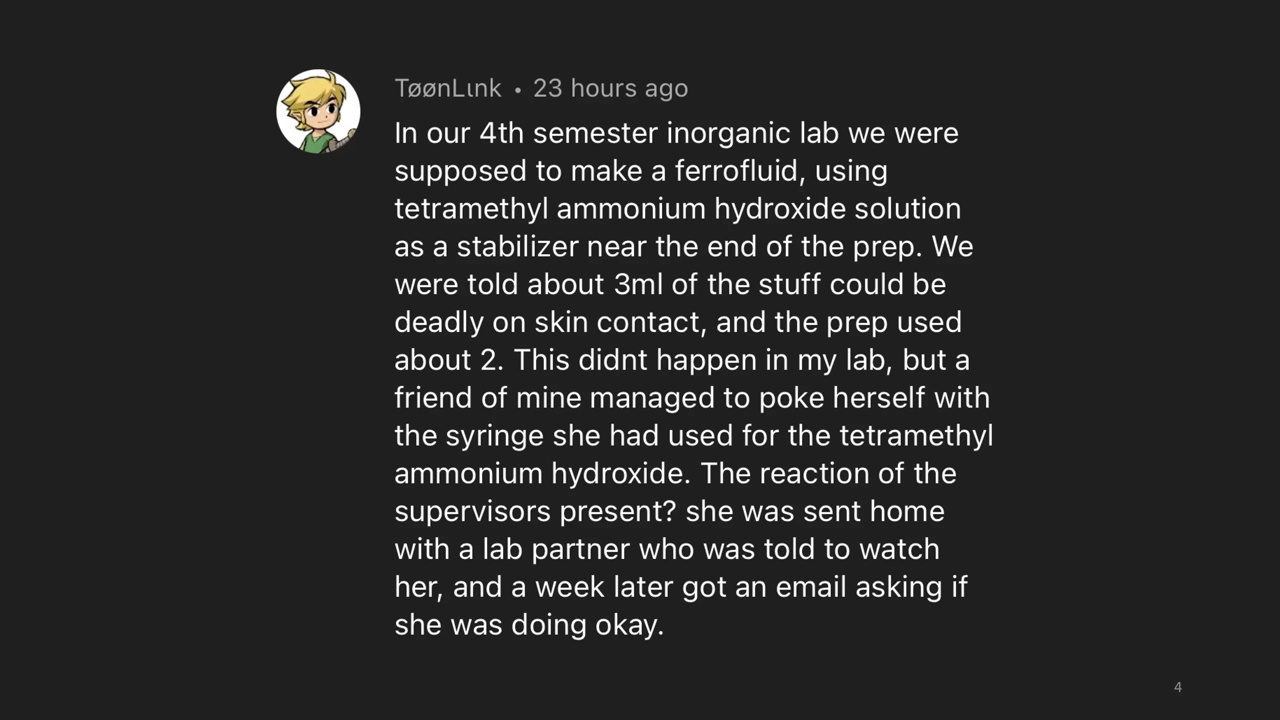 TøønLɩnk • 23 hours ago
In our 4th semester inorganic lab we were
supposed to make a ferrofluid, using
tetramethyl ammonium hydroxide solution
as a stabilizer near the end of the prep. We
were told about 3ml of the stuff could be
deadly on skin contact, and the prep used
about 2. This didnt happen in my lab, but a
friend of mine managed to poke herself with
the syringe she had used for the tetramethyl
ammonium hydroxide. The reaction of the
supervisors present? she was sent home
with a lab partner who was told to watch
her, and a week later got an email asking if
she was doing okay.
4